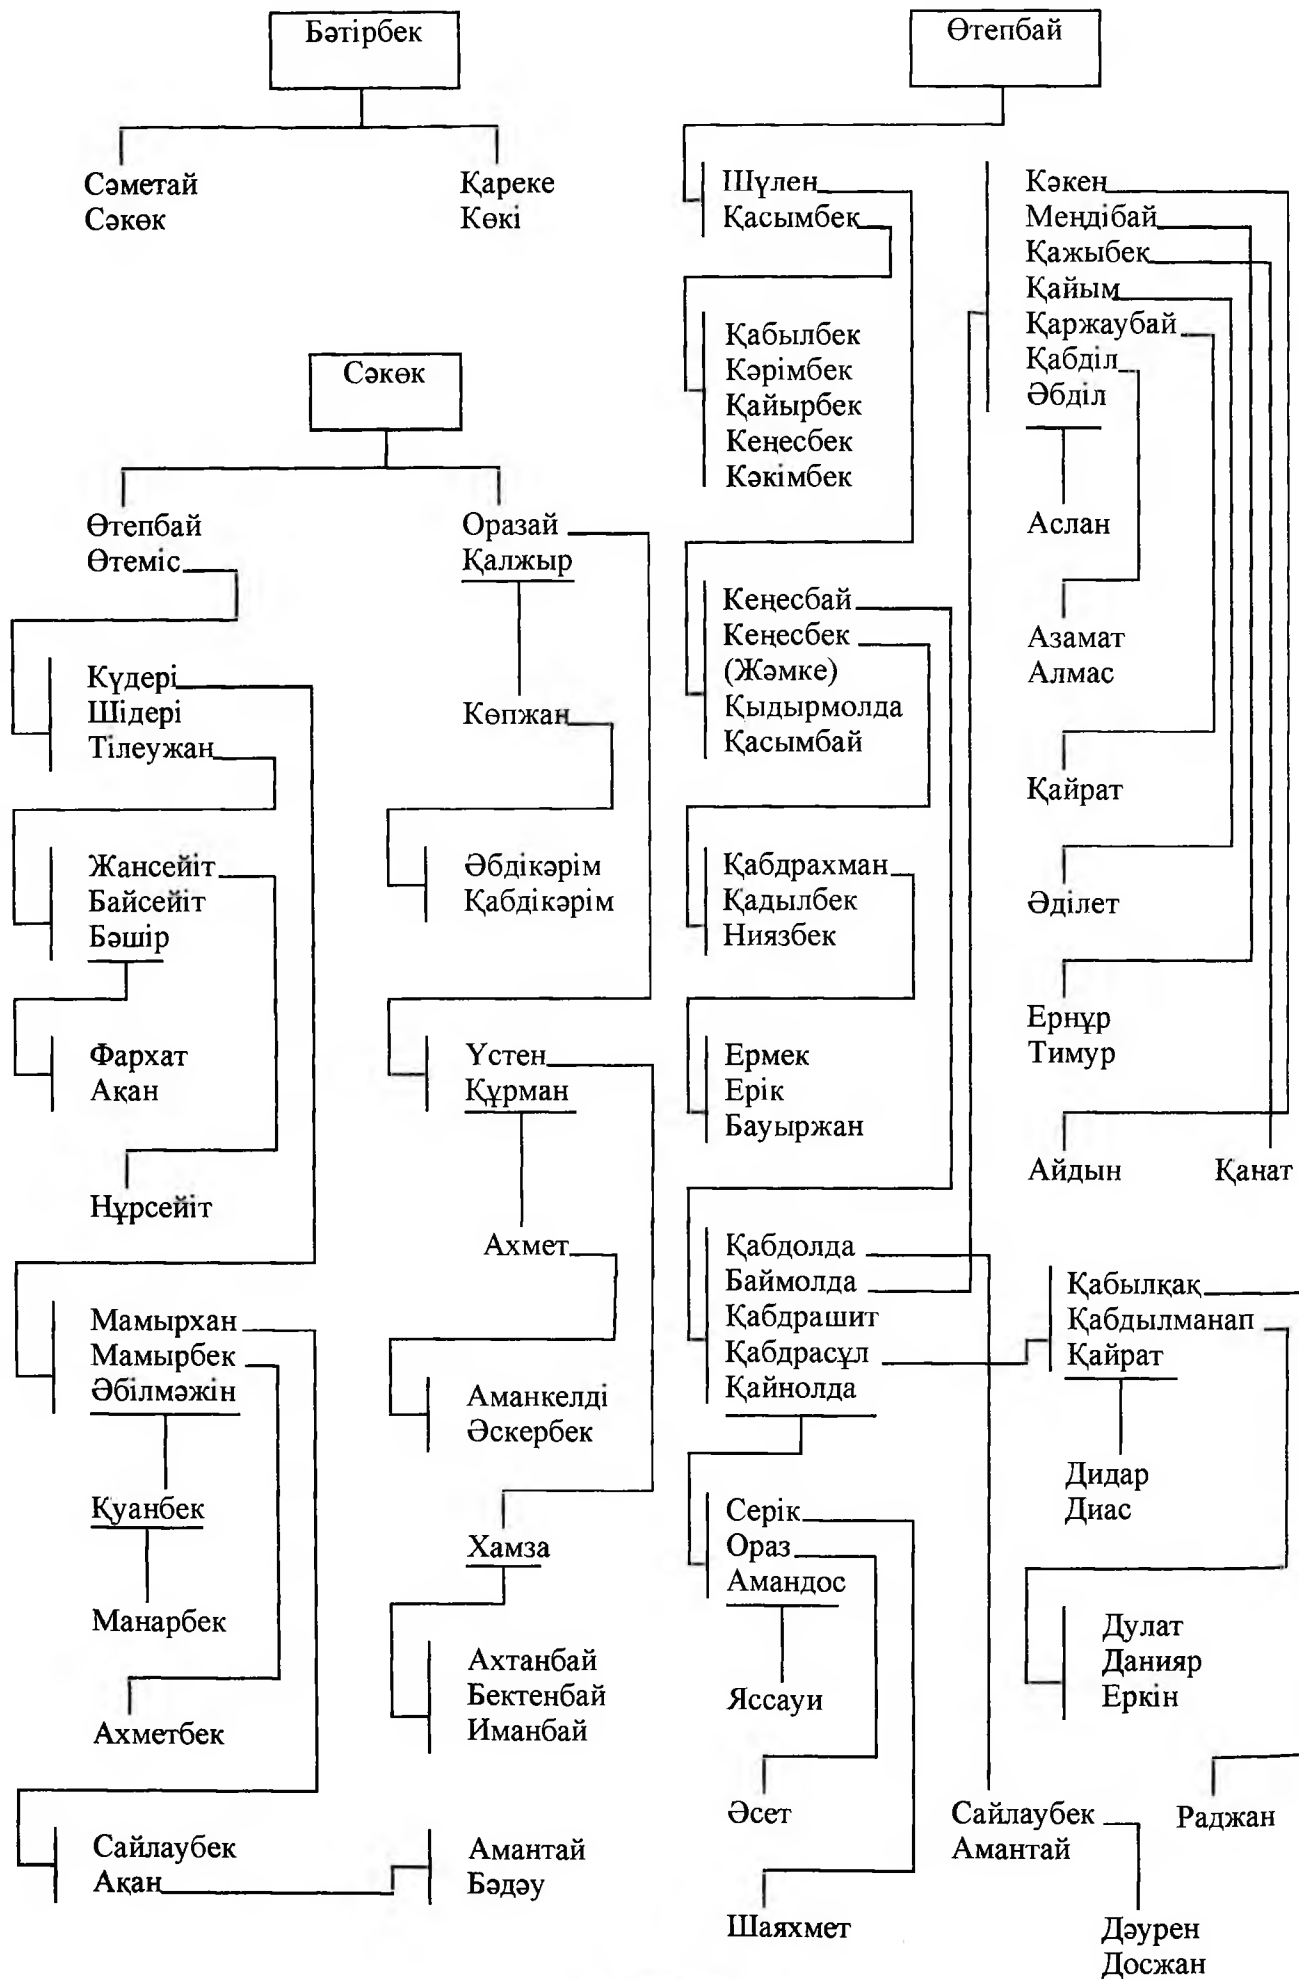 Бәтірбек
Сәметай
Сәкөк
Қареке
Көкі
Сәкөк
Өтепбай
Өтеміс
Оразай
Қалжыр
Күдері
Шідері
Тілеужан
Көпжан
Жансейіт
Байсейіт
Бәшір
Әбдікәрім
Қабдікәрім
Фархат
Ақан
Үстен
Құрман
Нұрсейіт
Ахмет
Мамырхан
Мамырбек
Әбілмәжін
Аманкелді
Әскербек
Қуанбек
Хамза
Манарбек
Ахтанбай
Бектенбай
Иманбай
Ахметбек
Сайлаубек
Ақан
Амантай
Бәдәу
Өтепбай
Шүлен
Қасымбек
Қабылбек
Кәрімбек
Қайырбек
Кеңесбек
Кәкімбек
Кеңесбай
Кеңесбек
(Жәмке)
Қыдырмолда
Қасымбай
Қабдрахман
Қадылбек
Ниязбек
Ермек
Ерік
Бауыржан
Қабдолда
Баймолда
Қабдрашит
Қабдрасұл
Қайнолда
Серік
Ораз
Амандос
Яссауи
Әсет
Шаяхмет
Кәкен
Меңдібай
Қажыбек
Қайым
Қаржаубай
Қабділ
Әбділ
Аслан
Азамат
Алмас
Қайрат
Әділет
Ернұр
Тимур
Айдын
Қанат
Қабылқақ
Қабдылманап
Қайрат
Дидар
Диас
Дулат
Данияр
Еркін
Сайлаубек
Амантай
Раджан
Дәурен
Досжан